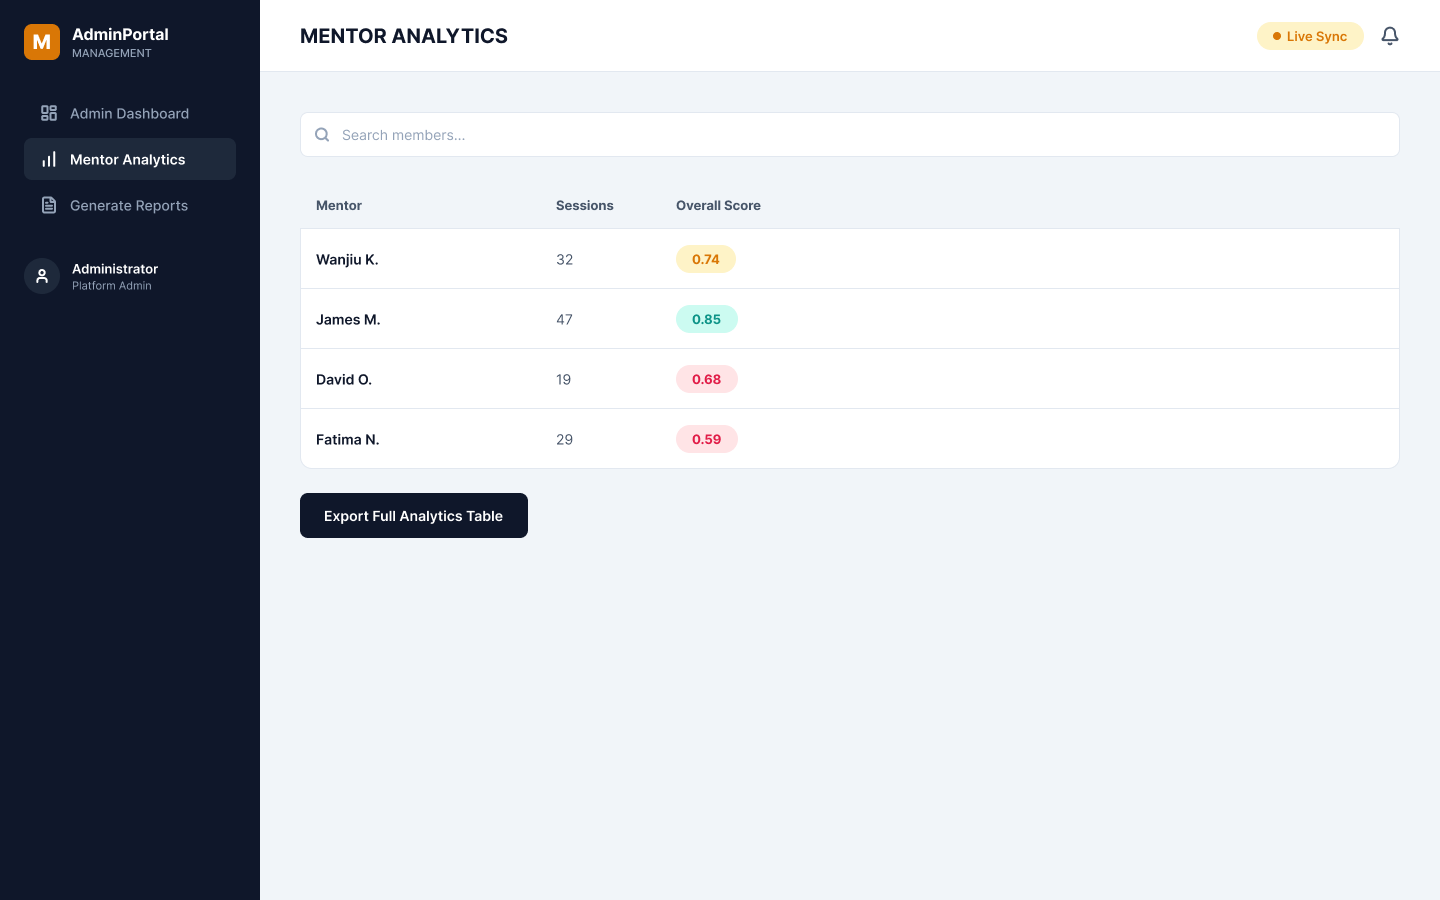 M
AdminPortal
MANAGEMENT
Admin Dashboard
Mentor Analytics
Generate Reports
Administrator
Platform Admin
MENTOR ANALYTICS
Live Sync
Search members...
Mentor Sessions Overall Score
Wanjiu K. 32 0.74
James M. 47 0.85
David O. 19 0.68
Fatima N. 29 0.59
Export Full Analytics Table